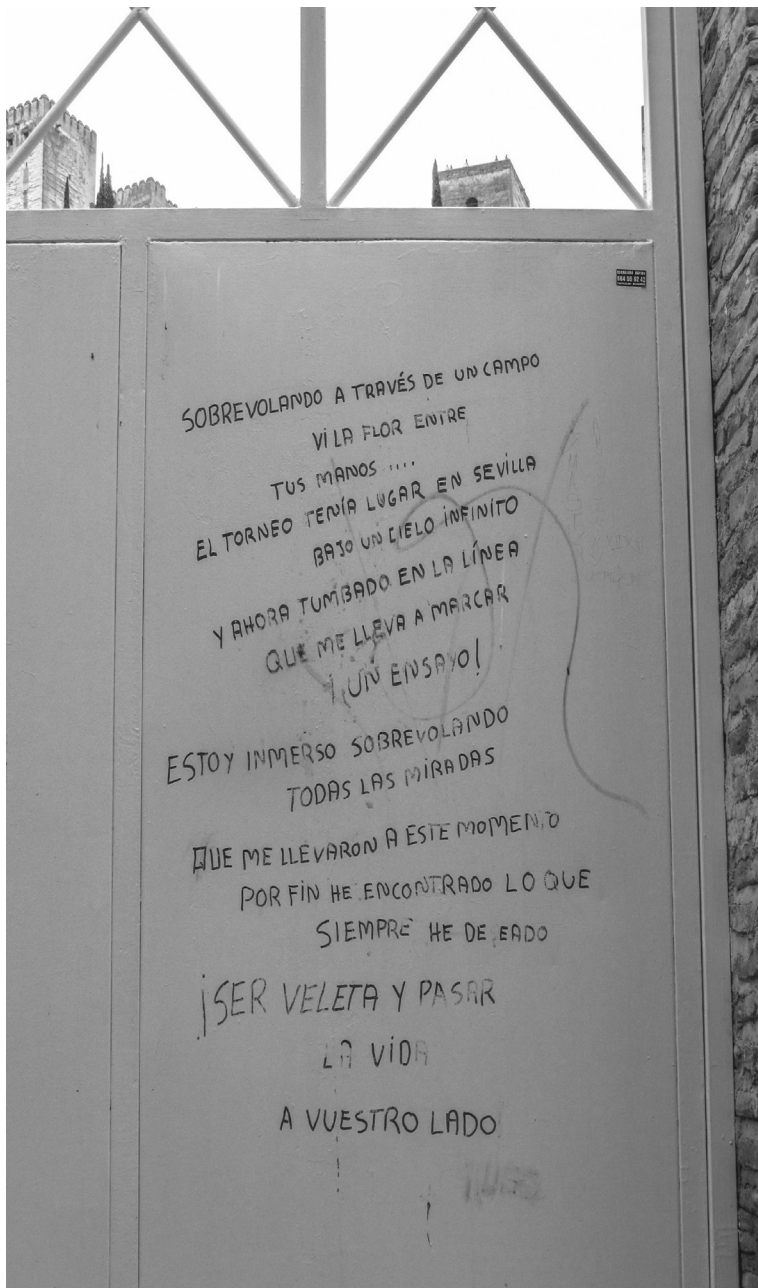 SOBREVOLANDO A TRAVÉS DE UN CAMPO
VI LA FLOR ENTRE
TUS MANOS ....
EL TORNEO TENÍA LUGAR EN SEVILLA
BAJO UN CIELO INFINITO
Y AHORA TUMBADO EN LA LÍNEA
QUE ME LLEVA A MARCAR
¡UN ENSAYO!
ESTOY INMERSO SOBREVOLANDO
TODAS LAS MIRADAS
QUE ME LLEVARON A ESTE MOMENTO
POR FIN HE ENCONTRADO LO QUE
SIEMPRE HE DE EADO
¡SER VELETA Y PASAR
LA VIDA
A VUESTRO LADO